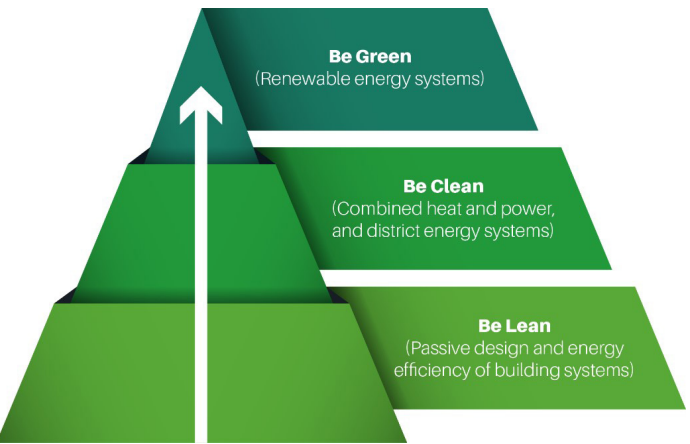 Be Green
(Renewable energy systems)
Be Clean
(Combined heat and power,
and district energy systems)
Be Lean
(Passive design and energy
efficiency of building systems)